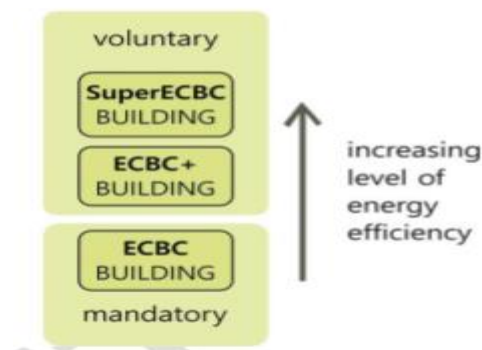 voluntary
SuperECBC
BUILDING
ECBC+
BUILDING
ECBC
BUILDING
mandatory
increasing
level of
energy
efficiency